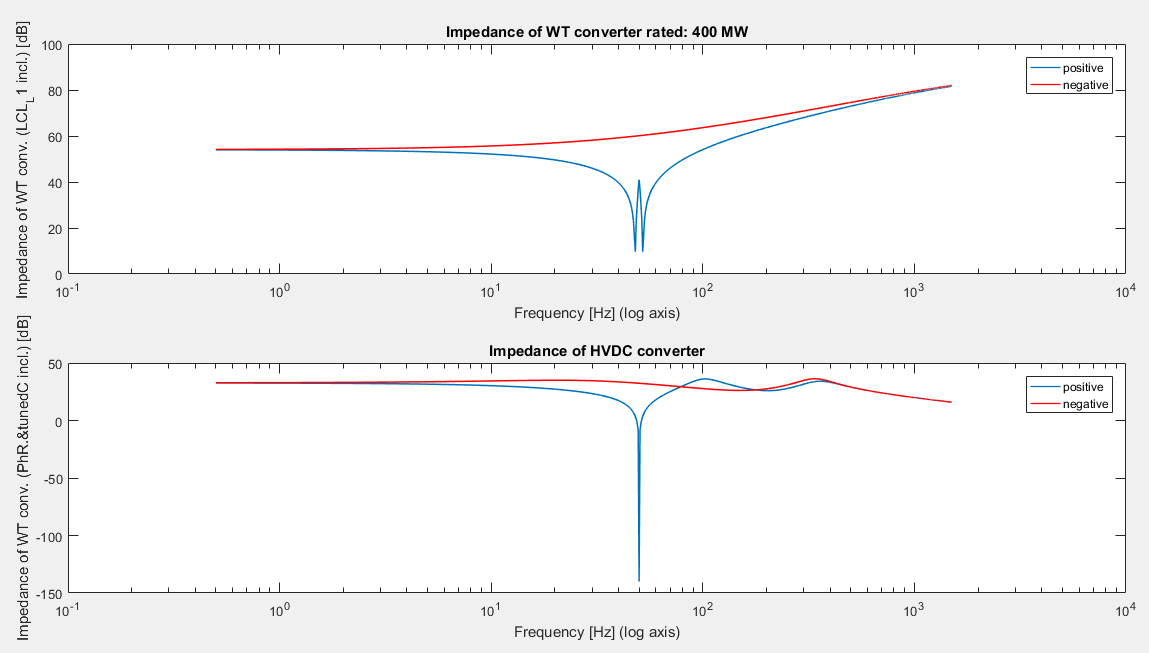 Impedance of WT converter rated: 400 MW
Impedance of WT conv. (LCL_L1 incl.) [dB]
100
80
60
40
20
0
10^-1
10^0
10^1
10^2
10^3
10^4
Frequency [Hz] (log axis)
positive
negative
Impedance of HVDC converter
Impedance of WT conv. (PhR.&tunedC incl.) [dB]
50
0
-50
-100
-150
10^-1
10^0
10^1
10^2
10^3
10^4
Frequency [Hz] (log axis)
positive
negative